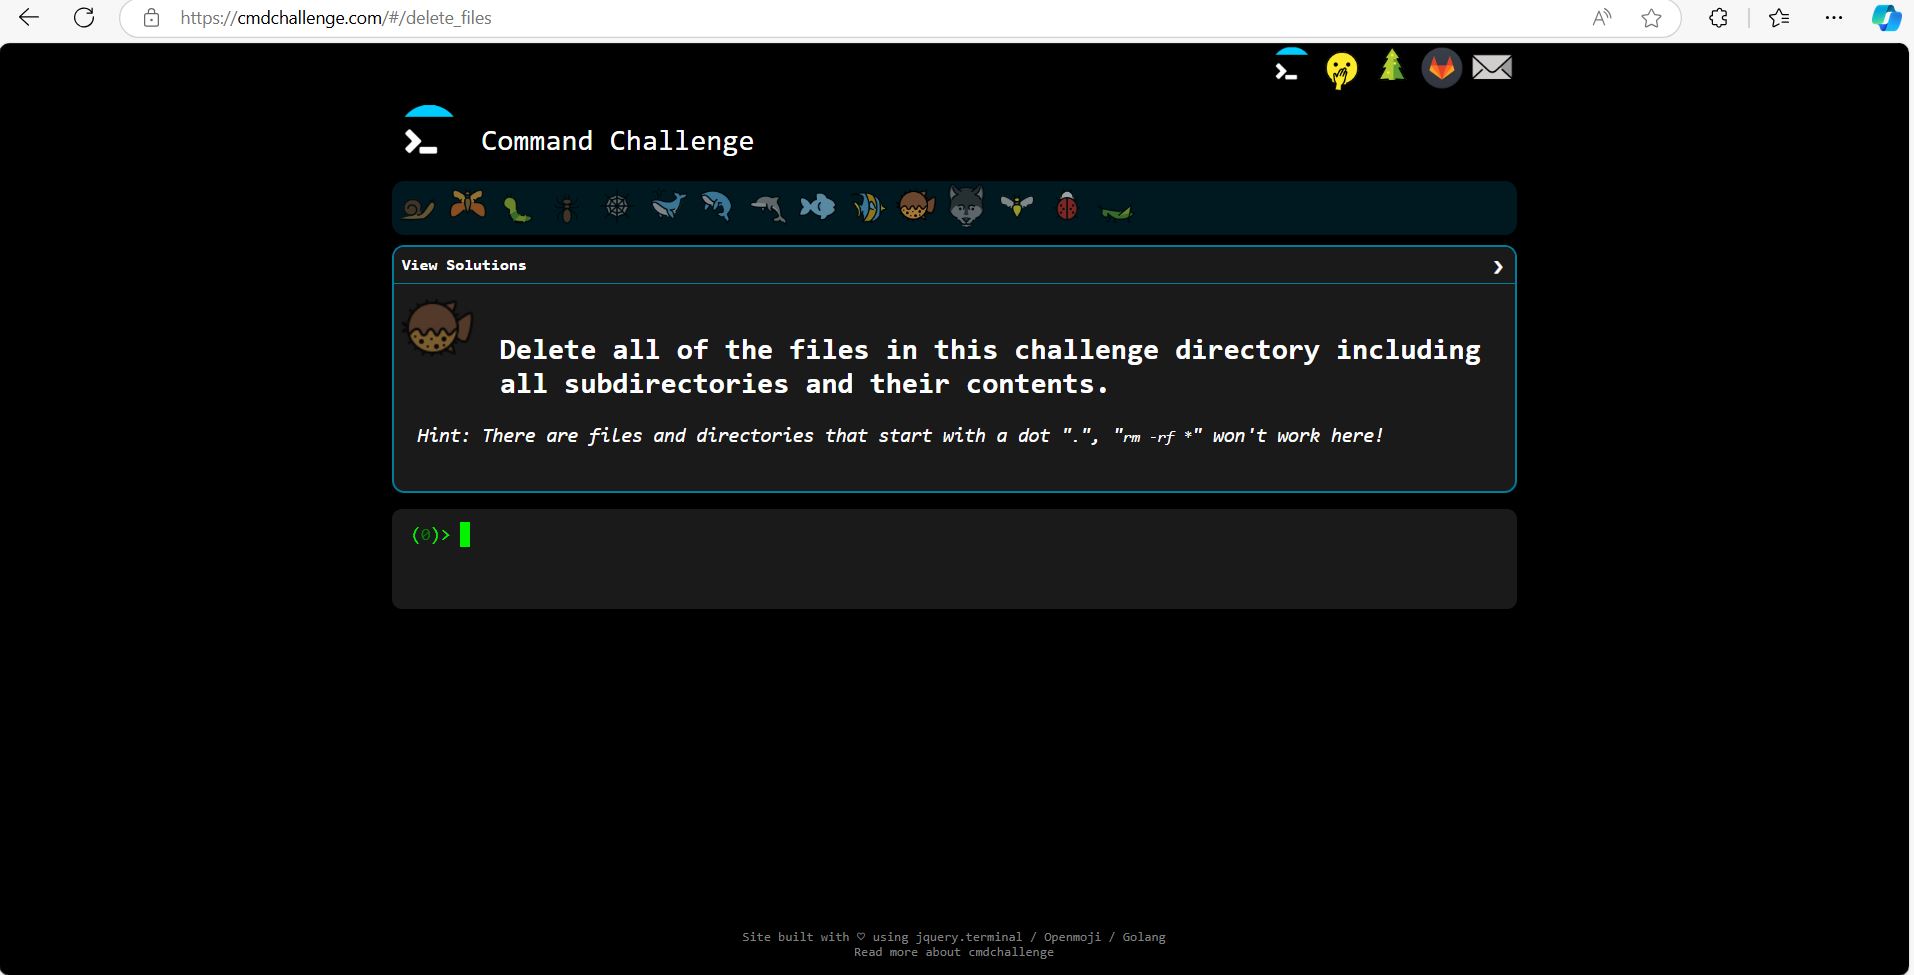 https://cmdchallenge.com/#/delete_files
Command Challenge
View Solutions
Delete all of the files in this challenge directory including
all subdirectories and their contents.
Hint: There are files and directories that start with a dot ".", "rm -rf *" won't work here!
(0)>
Site built with ♡ using jquery.terminal / Openmoji / Golang
Read more about cmdchallenge